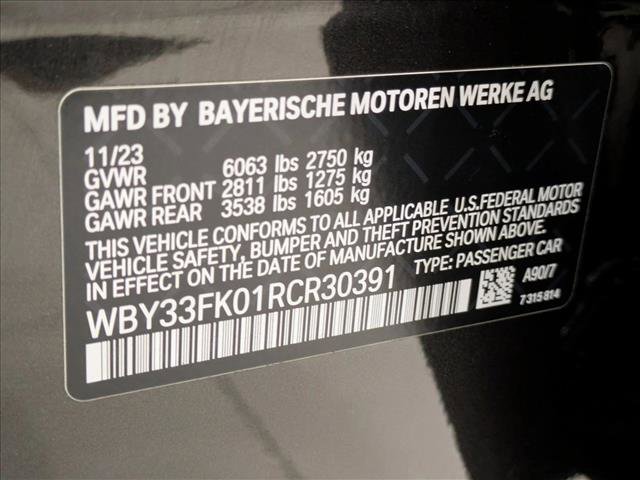 MFD BY BAYERISCHE MOTOREN WERKE AG
11/23
GVWR 6063 lbs 2750 kg
GAWR FRONT 2811 lbs 1275 kg
GAWR REAR 3538 lbs 1605 kg
THIS VEHICLE CONFORMS TO ALL APPLICABLE U.S.FEDERAL MOTOR
VEHICLE SAFETY, BUMPER AND THEFT PREVENTION STANDARDS
IN EFFECT ON THE DATE OF MANUFACTURE SHOWN ABOVE.
TYPE: PASSENGER CAR
WBY33FK01RCR30391
A90/7
7315814